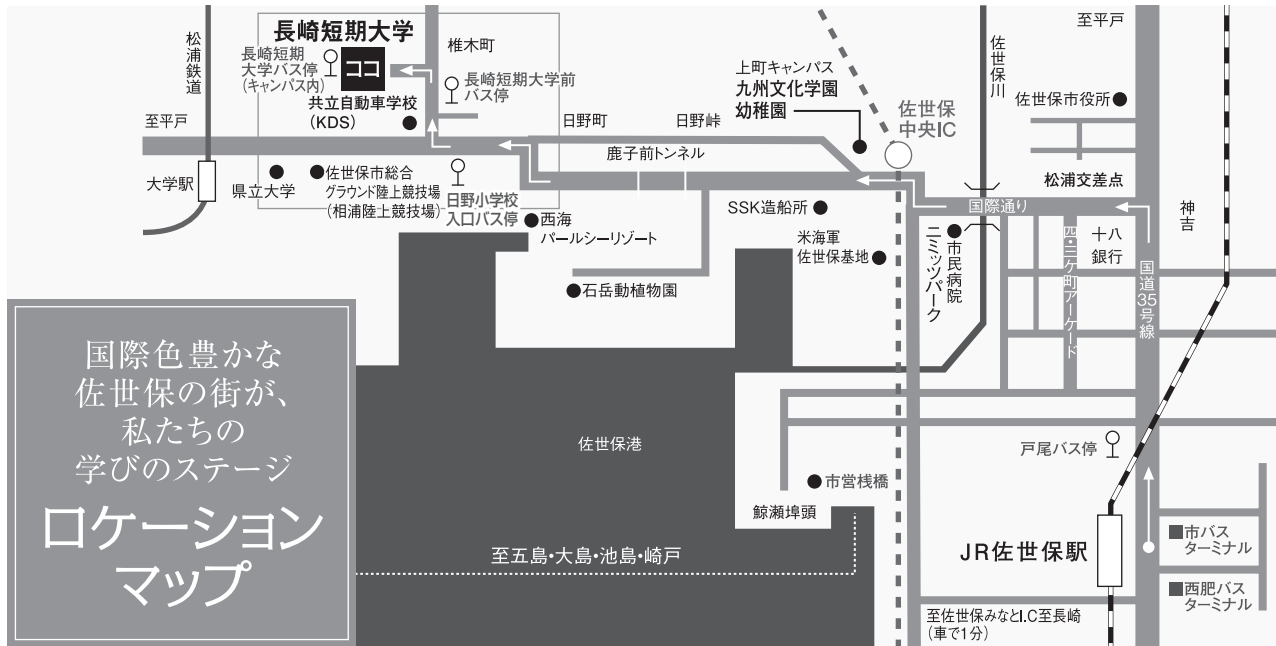 長崎短期大学
長崎短期
大学バス停
(キャンパス内)
ココ
椎木町
長崎短期大学前
バス停
共立自動車学校
(KDS)
松浦鉄道
至平戸
大学駅
県立大学
佐世保市総合
グラウンド陸上競技場
(相浦陸上競技場)
日野小学校
入口バス停
日野町
日野峠
鹿子前トンネル
上町キャンパス
九州文化学園
幼稚園
佐世保
中央IC
佐世保川
至平戸
佐世保市役所
松浦交差点
国際通り
神吉
西海
パールシーリゾート
石岳動植物園
SSK造船所
米海軍
佐世保基地
市民病院
ニミッツパーク
四・三ケ町アーケード
十八
銀行
国道35号線
国際色豊かな
佐世保の街が、
私たちの
学びのステージ
ロケーション
マップ
佐世保港
市営桟橋
鯨瀬埠頭
至五島・大島・池島・崎戸
戸尾バス停
JR佐世保駅
市バス
ターミナル
西肥バス
ターミナル
至佐世保みなとI.C至長崎
(車で1分)